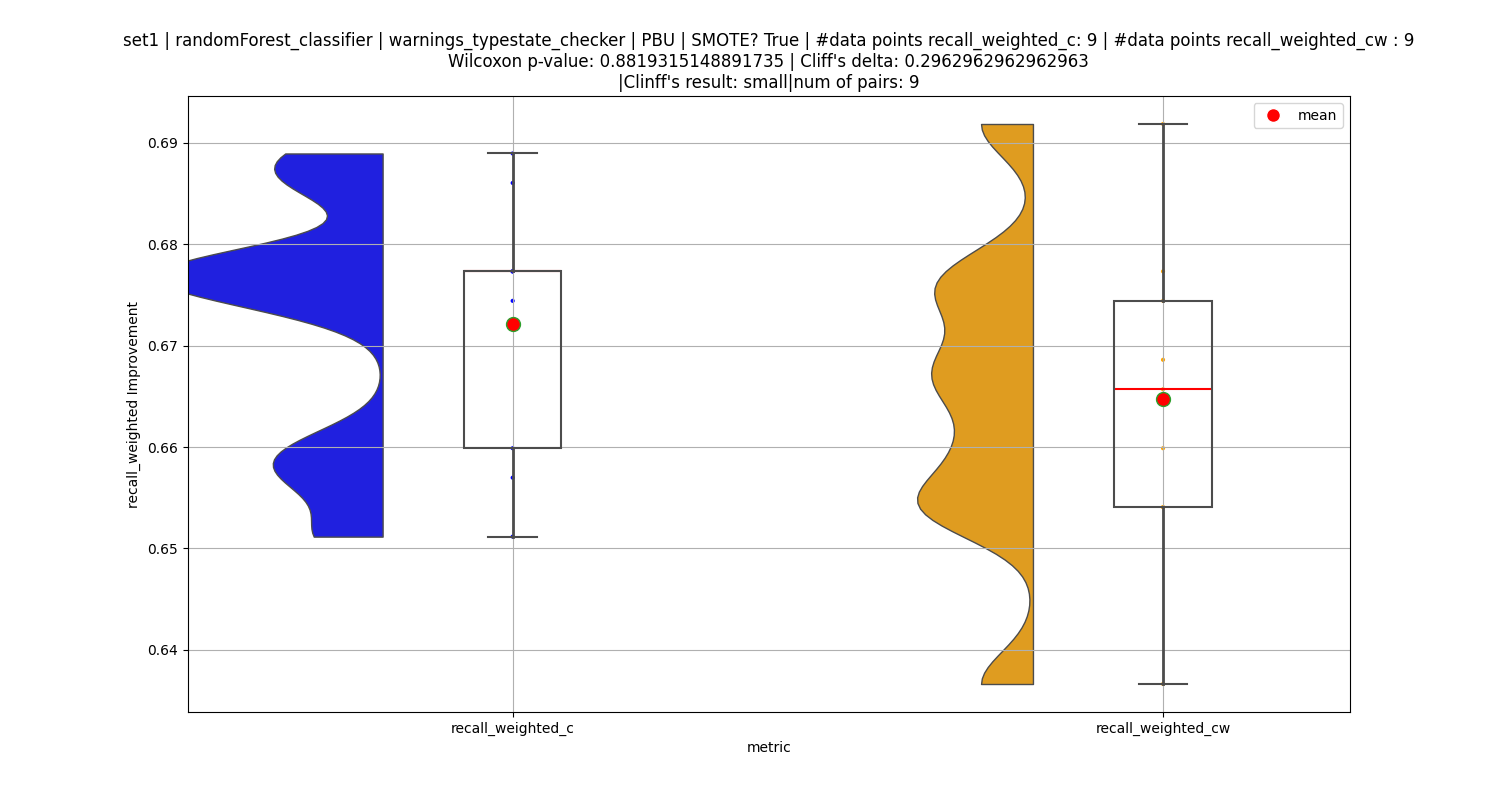 set1 | randomForest_classifier | warnings_typestate_checker | PBU | SMOTE? True | #data points recall_weighted_c: 9 | #data points recall_weighted_cw : 9
Wilcoxon p-value: 0.8819315148891735 | Cliff's delta: 0.2962962962962963
|Clinff's result: small|num of pairs: 9
mean
0.69
0.68
0.67
0.66
0.65
0.64
recall_weighted Improvement
recall_weighted_c
recall_weighted_cw
metric